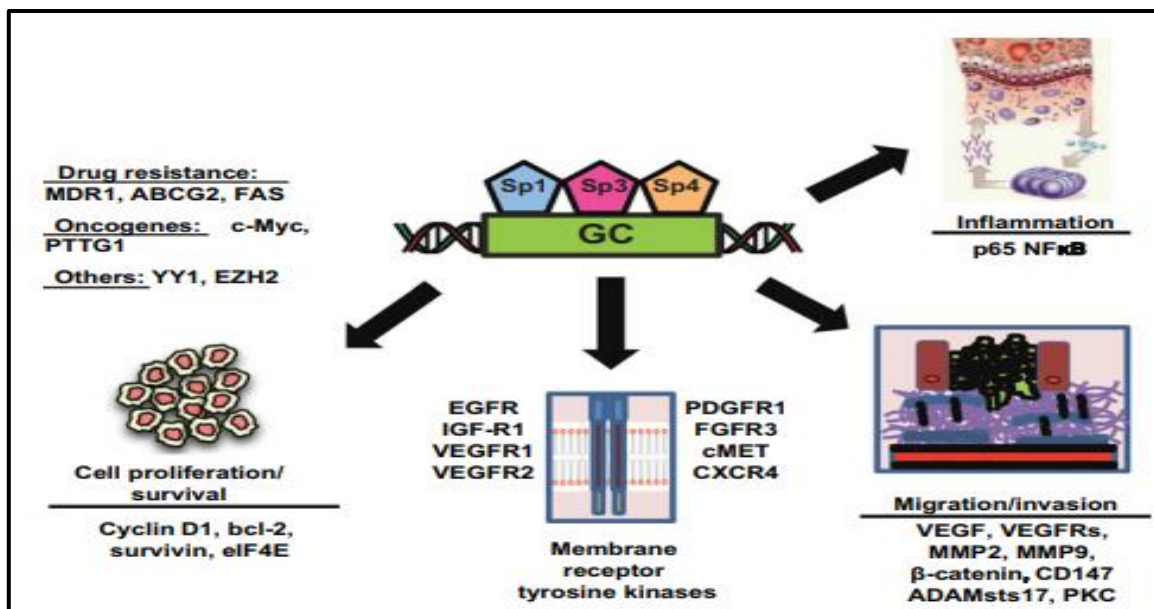 Drug resistance:
MDR1, ABCG2, FAS
Oncogenes: c-Myc,
PTTG1
Others: YY1, EZH2
Sp1 Sp3 Sp4
GC
Inflammation
p65 NFκB
Cell proliferation/
survival
Cyclin D1, bcl-2,
survivin, eIF4E
EGFR
IGF-R1
VEGFR1
VEGFR2
PDGFR1
FGFR3
cMET
CXCR4
Membrane
receptor
tyrosine kinases
Migration/invasion
VEGF, VEGFRs,
MMP2, MMP9,
β-catenin, CD147
ADAMsts17, PKC